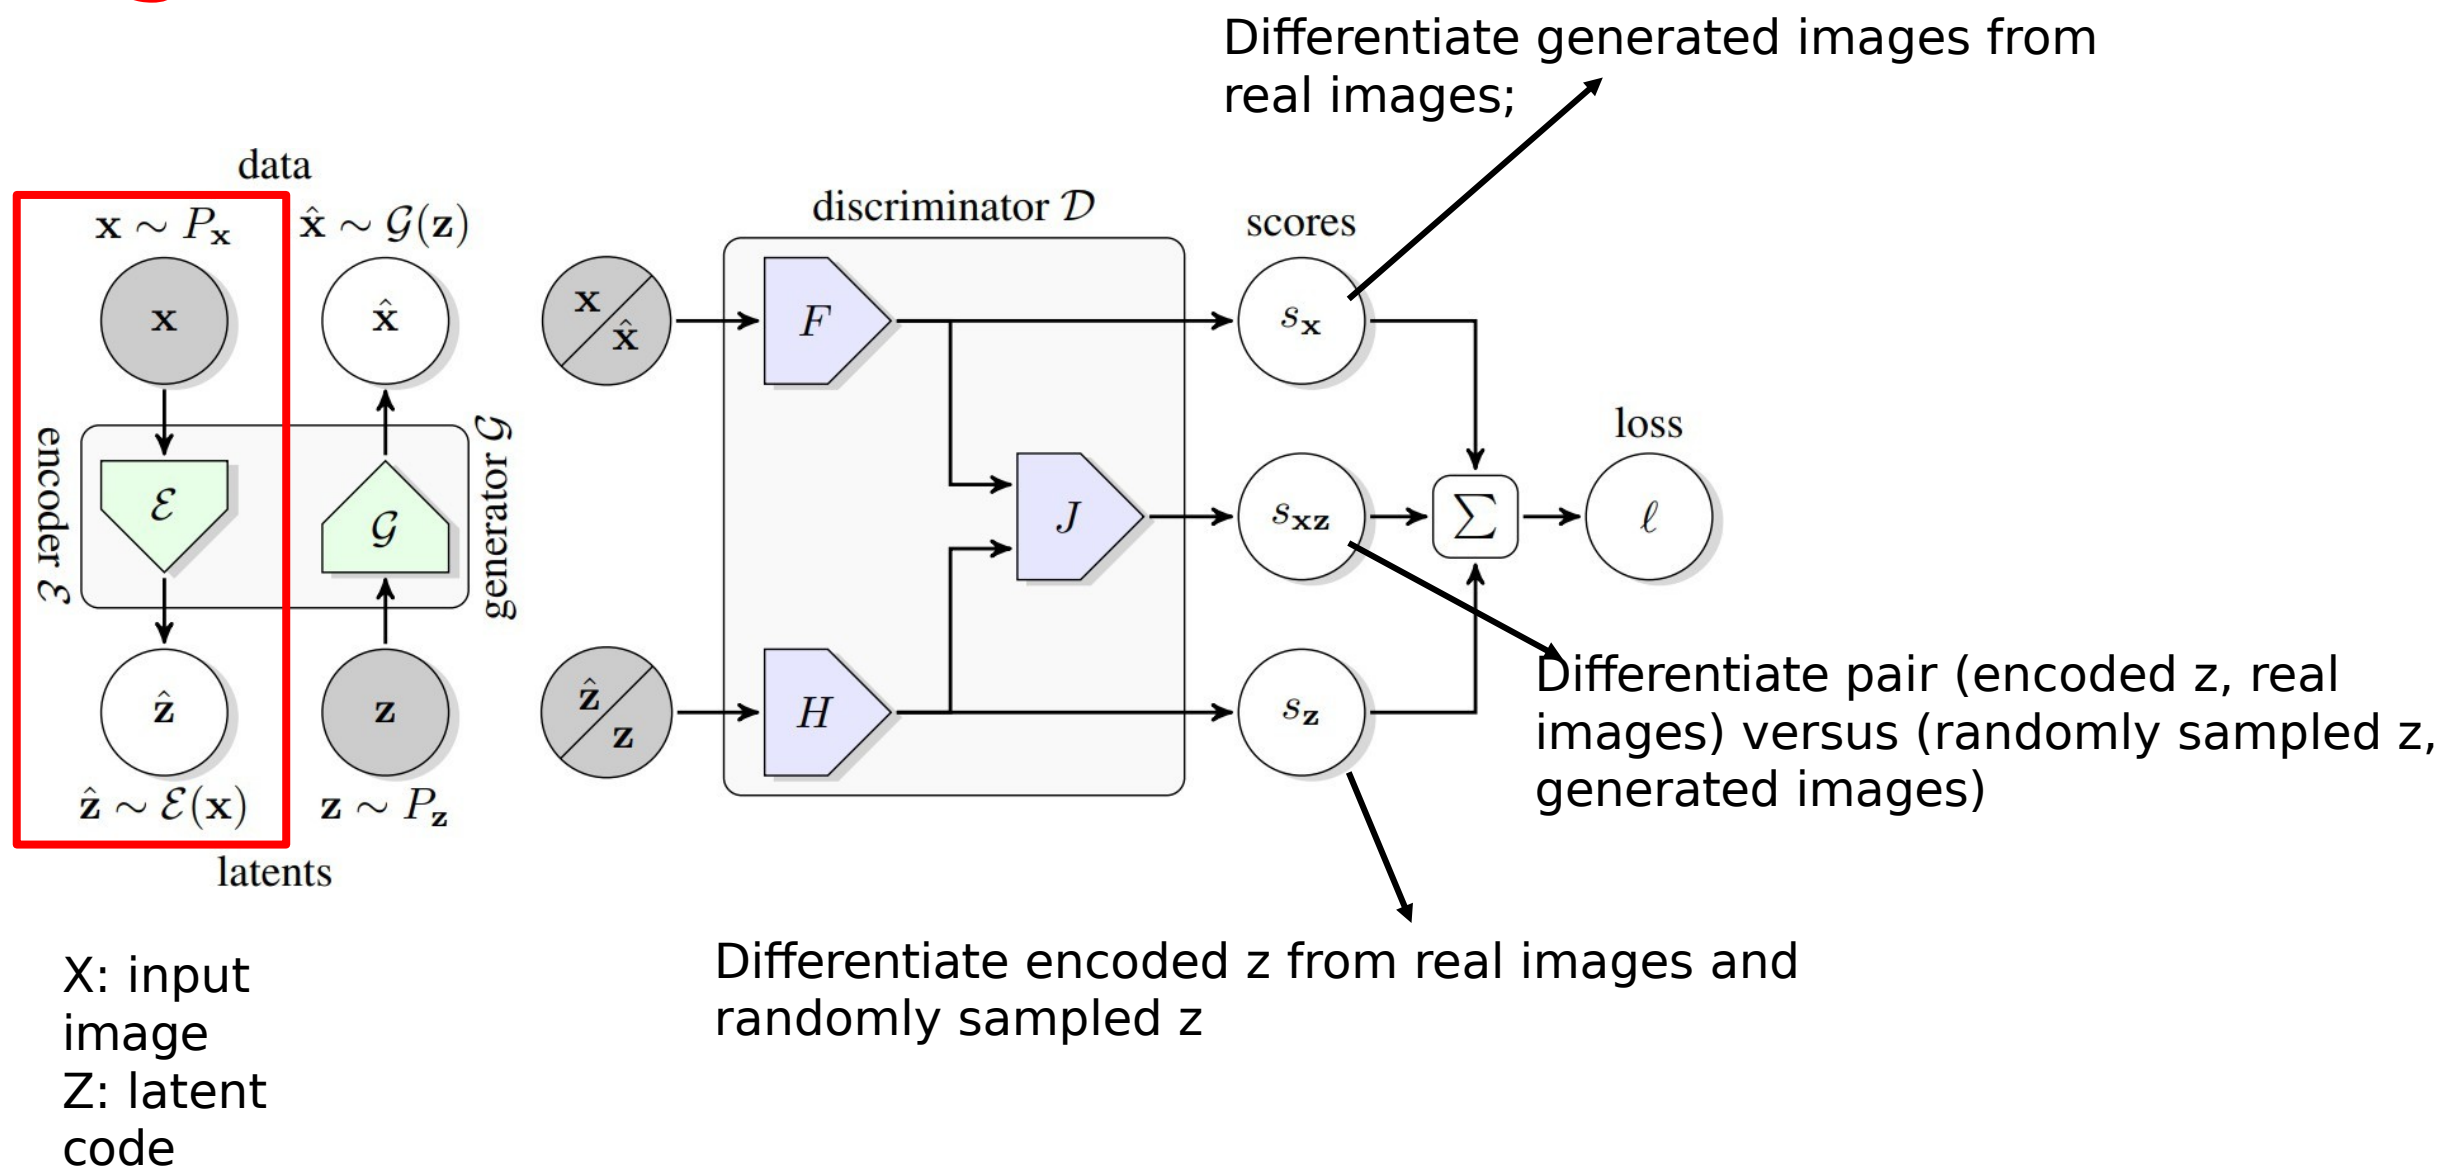 Differentiate generated images from
real images;
data
x ∼ Pₓ
x̂ ∼ 𝒢(z)
discriminator 𝒟
scores
x
x̂
x
x̂
F
sₓ
encoder ℰ
ℰ
𝒢
generator 𝒢
J
s_xz
∑
loss
ℓ
ẑ
z
ẑ
z
H
s_z
ẑ ∼ ℰ(x)
z ∼ P_z
latents
Differentiate pair (encoded z, real
images) versus (randomly sampled z,
generated images)
Differentiate encoded z from real images and
randomly sampled z
X: input
image
Z: latent
code